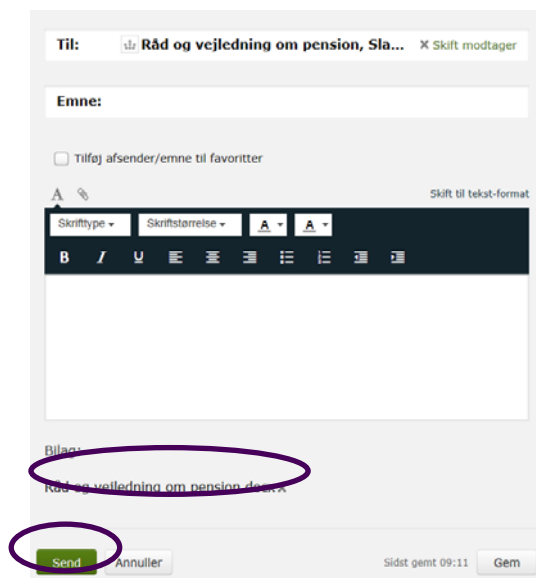 Til: Råd og vejledning om pension, Sla... X Skift modtager
Emne:
Tilføj afsender/emne til favoritter
A Skift til tekst-format
Skrifttype Skriftstørrelse A A
B I U
Bilag:
Råd og vejledning om pension.docx x
Send Annuller Sidst gemt 09:11 Gem